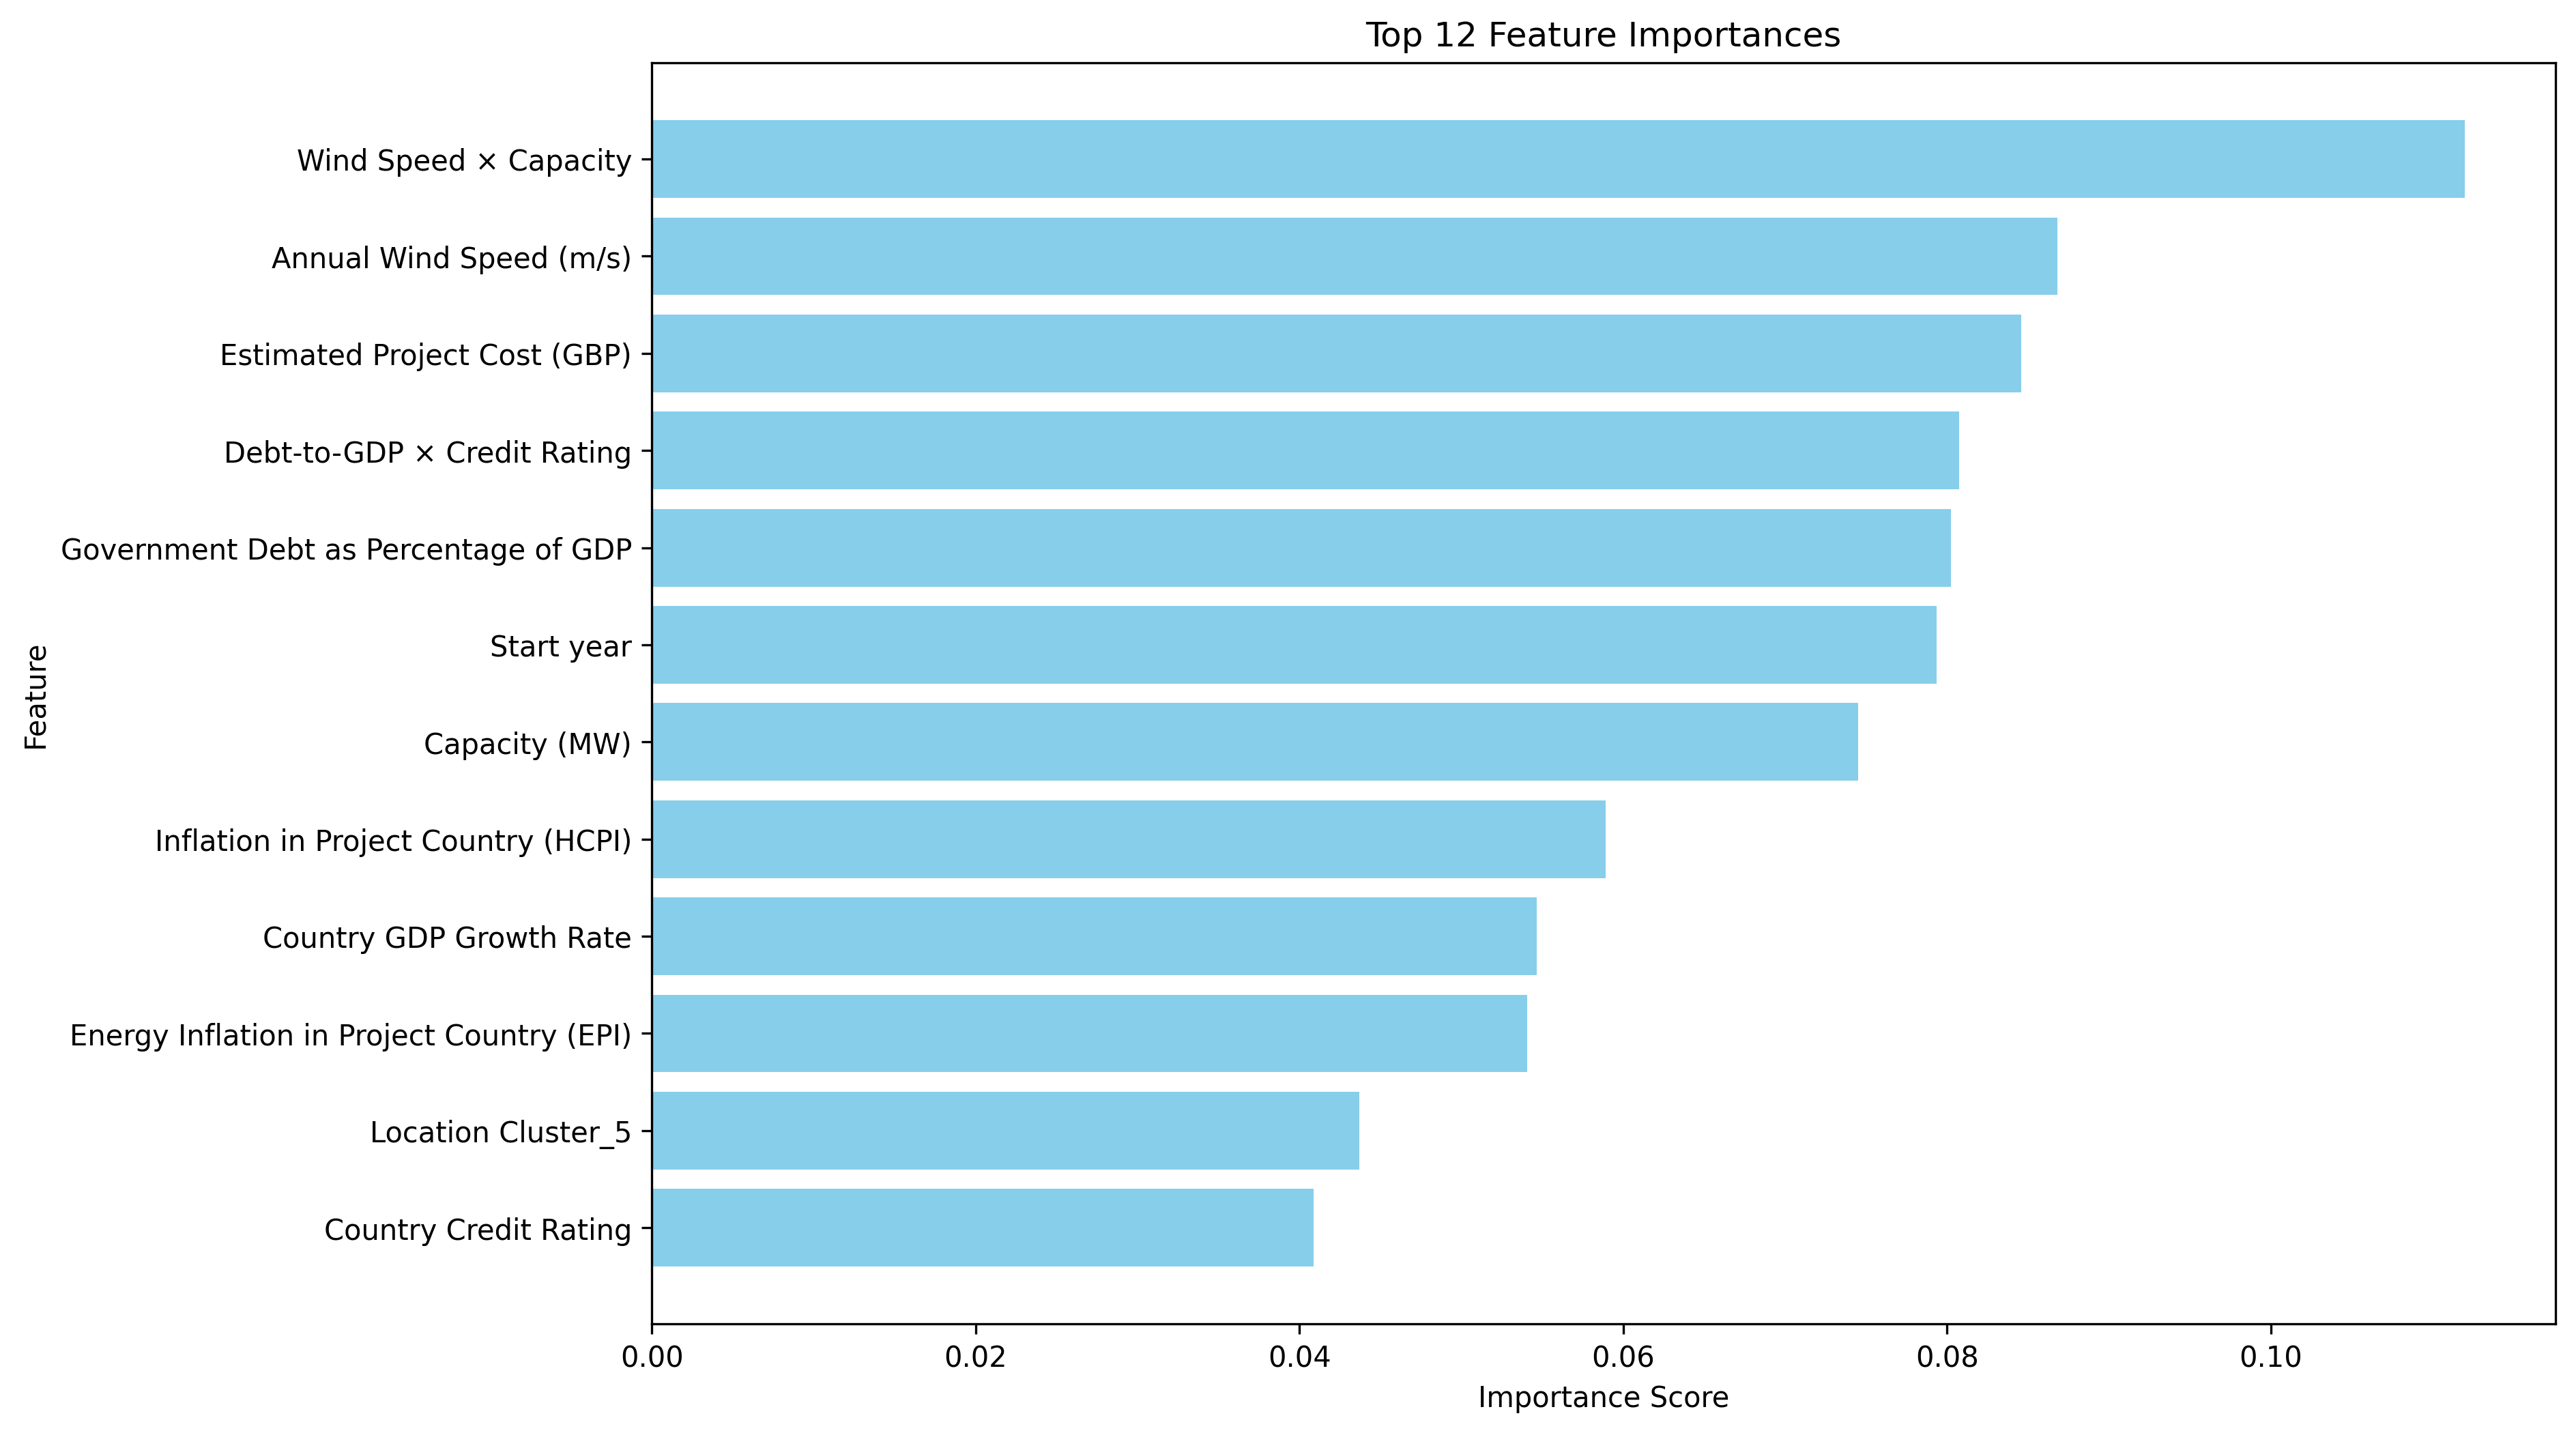 Top 12 Feature Importances
Wind Speed × Capacity
Annual Wind Speed (m/s)
Estimated Project Cost (GBP)
Debt-to-GDP × Credit Rating
Government Debt as Percentage of GDP
Start year
Capacity (MW)
Inflation in Project Country (HCPI)
Country GDP Growth Rate
Energy Inflation in Project Country (EPI)
Location Cluster_5
Country Credit Rating
Feature
0.00 0.02 0.04 0.06 0.08 0.10
Importance Score